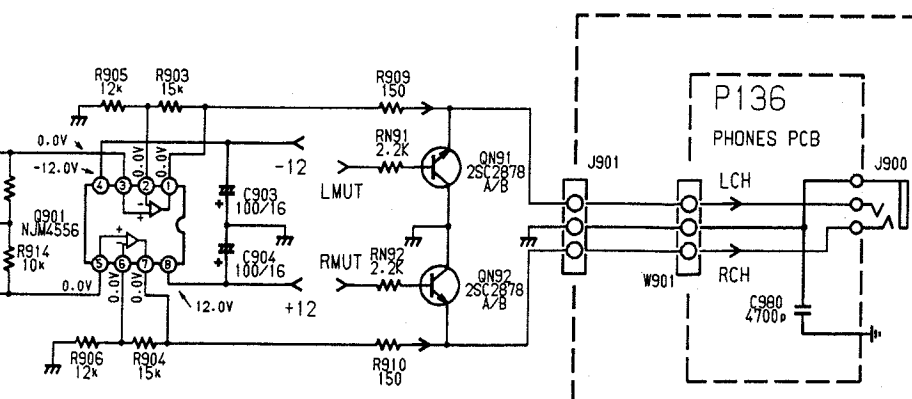 R905
12k
R903
15k
R909
150
P136
PHONES PCB
0.0V
-12.0V
0.0V
0.0V
-12
RN91
2.2K
LMUT
QN91
2SC2878
A/B
J901
LCH
J900
4
3
2
1
Q901
NJM4556
C903
100/16
R914
10k
C904
100/16
RMUT
RN92
2.2K
QN92
2SC2878
A/B
W901
RCH
5
6
7
8
0.0V
0.0V
0.0V
12.0V
+12
C980
4700p
R906
12k
R904
15k
R910
150